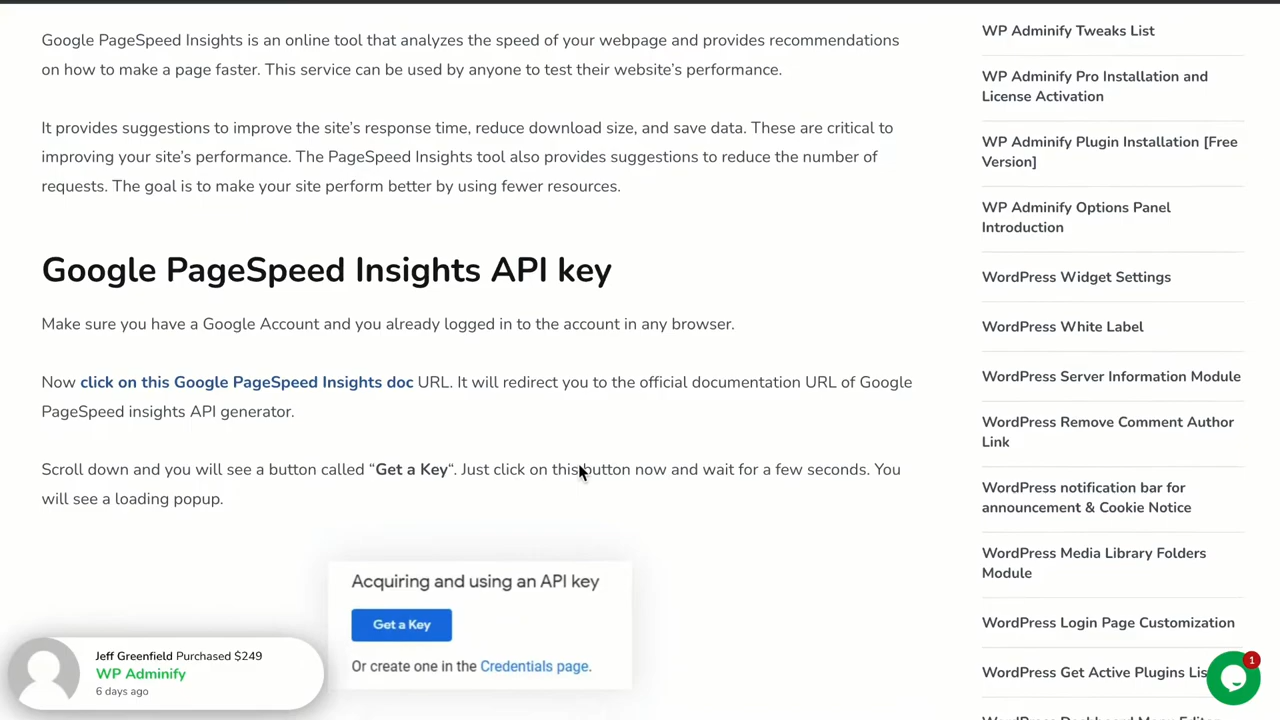 Google PageSpeed Insights is an online tool that analyzes the speed of your webpage and provides recommendations
on how to make a page faster. This service can be used by anyone to test their website’s performance.
It provides suggestions to improve the site’s response time, reduce download size, and save data. These are critical to
improving your site’s performance. The PageSpeed Insights tool also provides suggestions to reduce the number of
requests. The goal is to make your site perform better by using fewer resources.
Google PageSpeed Insights API key
Make sure you have a Google Account and you already logged in to the account in any browser.
Now click on this Google PageSpeed Insights doc URL. It will redirect you to the official documentation URL of Google
PageSpeed insights API generator.
Scroll down and you will see a button called “Get a Key“. Just click on this button now and wait for a few seconds. You
will see a loading popup.
Acquiring and using an API key
Get a Key
Or create one in the Credentials page.
Jeff Greenfield Purchased $249
WP Adminify
6 days ago
WP Adminify Tweaks List
WP Adminify Pro Installation and
License Activation
WP Adminify Plugin Installation [Free
Version]
WP Adminify Options Panel
Introduction
WordPress Widget Settings
WordPress White Label
WordPress Server Information Module
WordPress Remove Comment Author
Link
WordPress notification bar for
announcement & Cookie Notice
WordPress Media Library Folders
Module
WordPress Login Page Customization
WordPress Get Active Plugins Lis
1